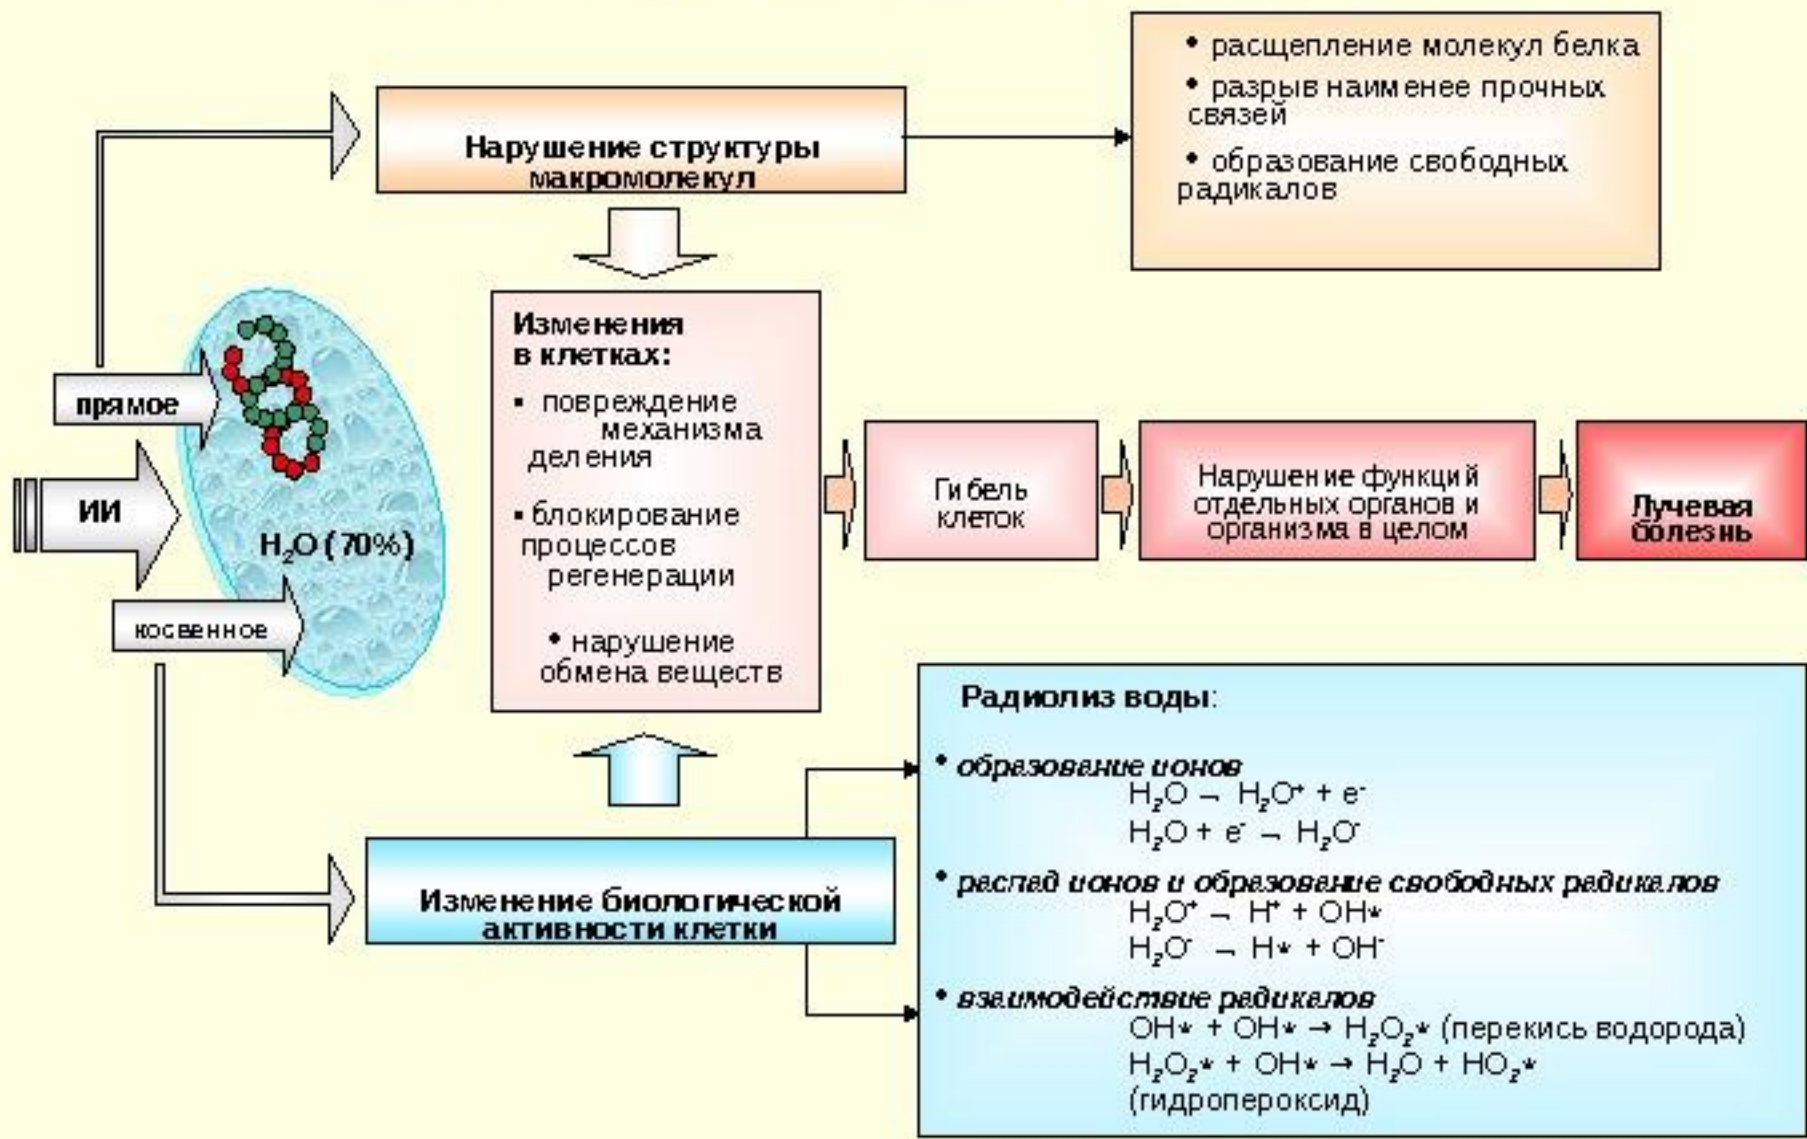 • расщепление молекул белка
• разрыв наименее прочных
связей
• образование свободных
радикалов
Нарушение структуры
макромолекул
прямое
ИИ
H₂O (70%)
косвенное
Изменения
в клетках:
▪ повреждение
механизма
деления
▪ блокирование
процессов
регенерации
• нарушение
обмена веществ
Гибель
клеток
Нарушение функций
отдельных органов и
организма в целом
Лучевая
болезнь
Изменение биологической
активности клетки
Радиолиз воды:
• образование ионов
H₂O → H₂O⁺ + e⁻
H₂O + e⁻ → H₂O⁻
• распад ионов и образование свободных радикалов
H₂O⁺ → H⁺ + OH*
H₂O⁻ → H* + OH⁻
• взаимодействие радикалов
OH* + OH* → H₂O₂* (перекись водорода)
H₂O₂* + OH* → H₂O + HO₂*
(гидропероксид)